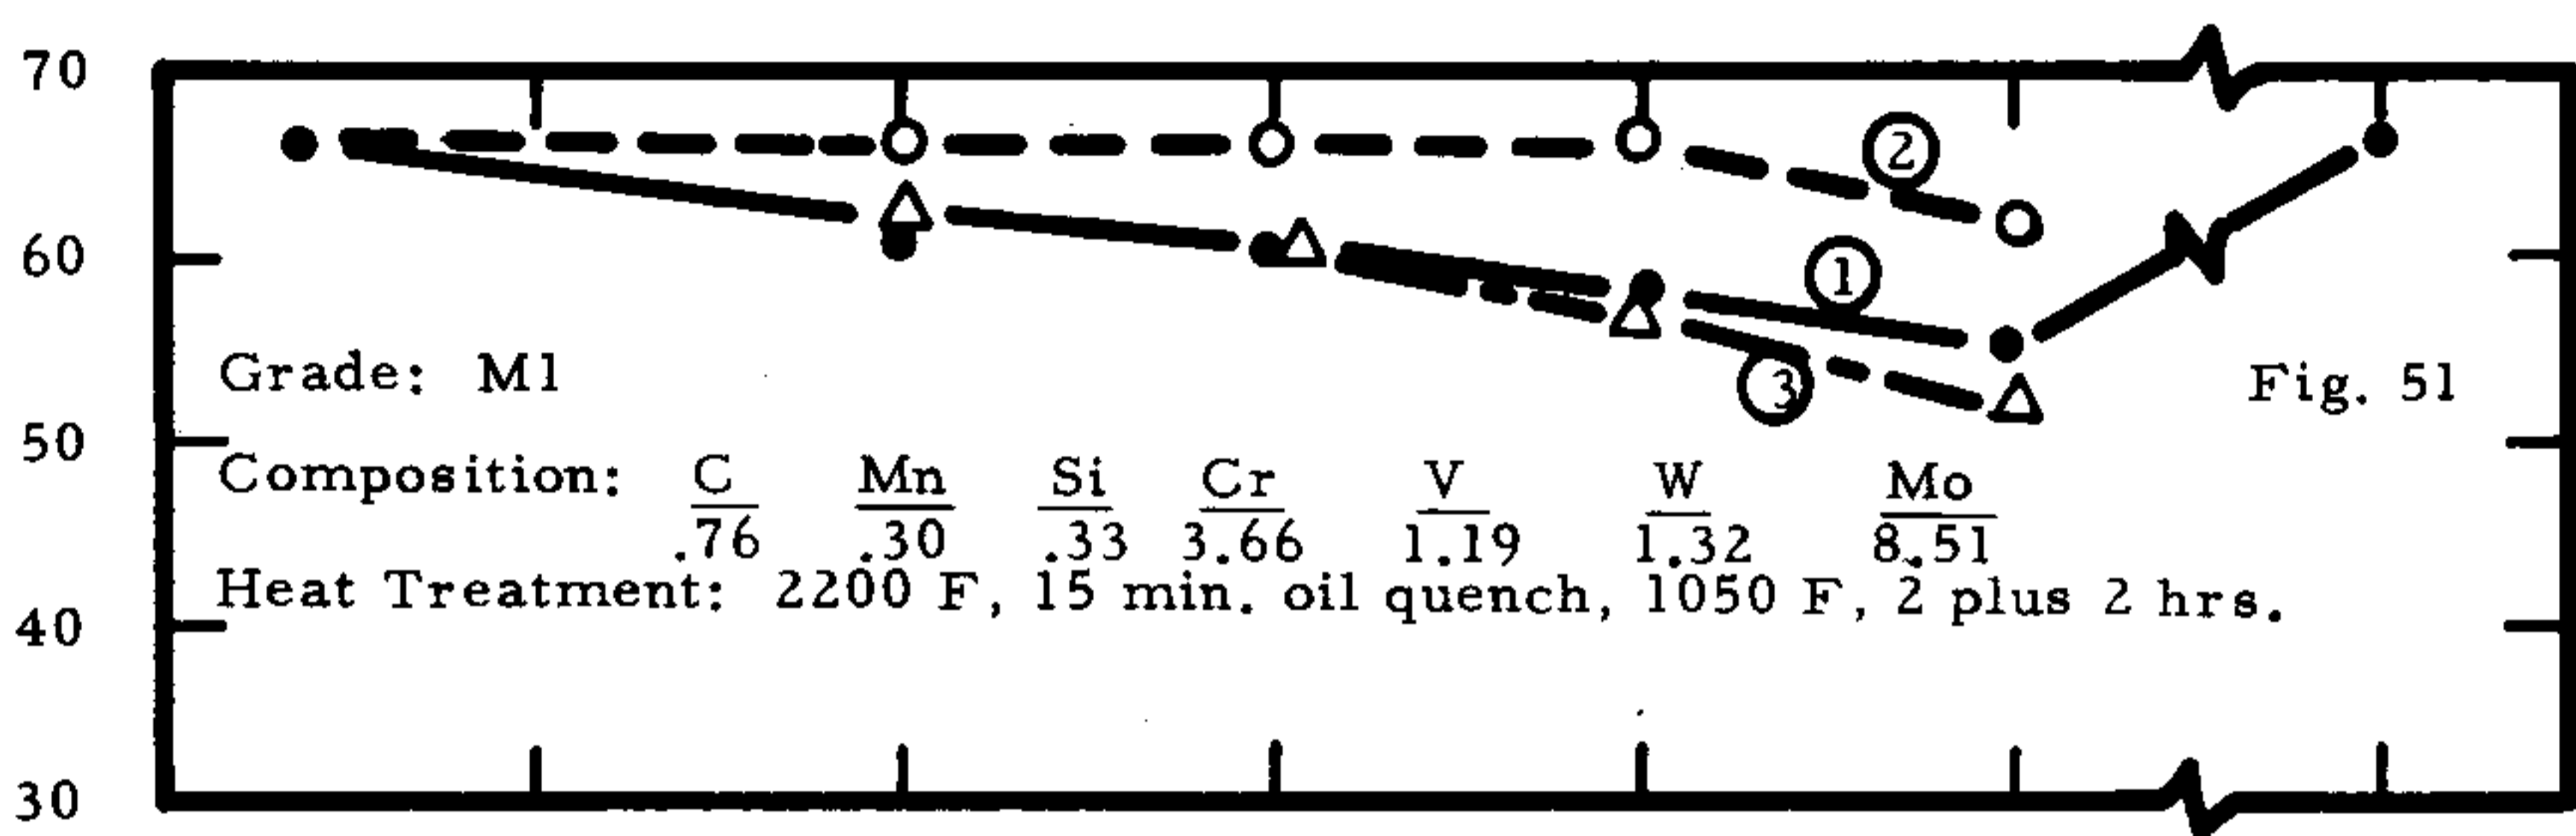 70
②
60
①
Grade: M1
③
Fig. 51
50
Composition: C Mn Si Cr V W Mo
.76 .30 .33 3.66 1.19 1.32 8.51
Heat Treatment: 2200 F, 15 min. oil quench, 1050 F, 2 plus 2 hrs.
40
30